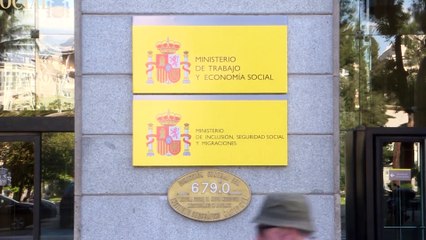 MINISTERIO
DE TRABAJO
Y ECONOMÍA SOCIAL
MINISTERIO
DE INCLUSIÓN, SEGURIDAD SOCIAL
Y MIGRACIONES
679,0